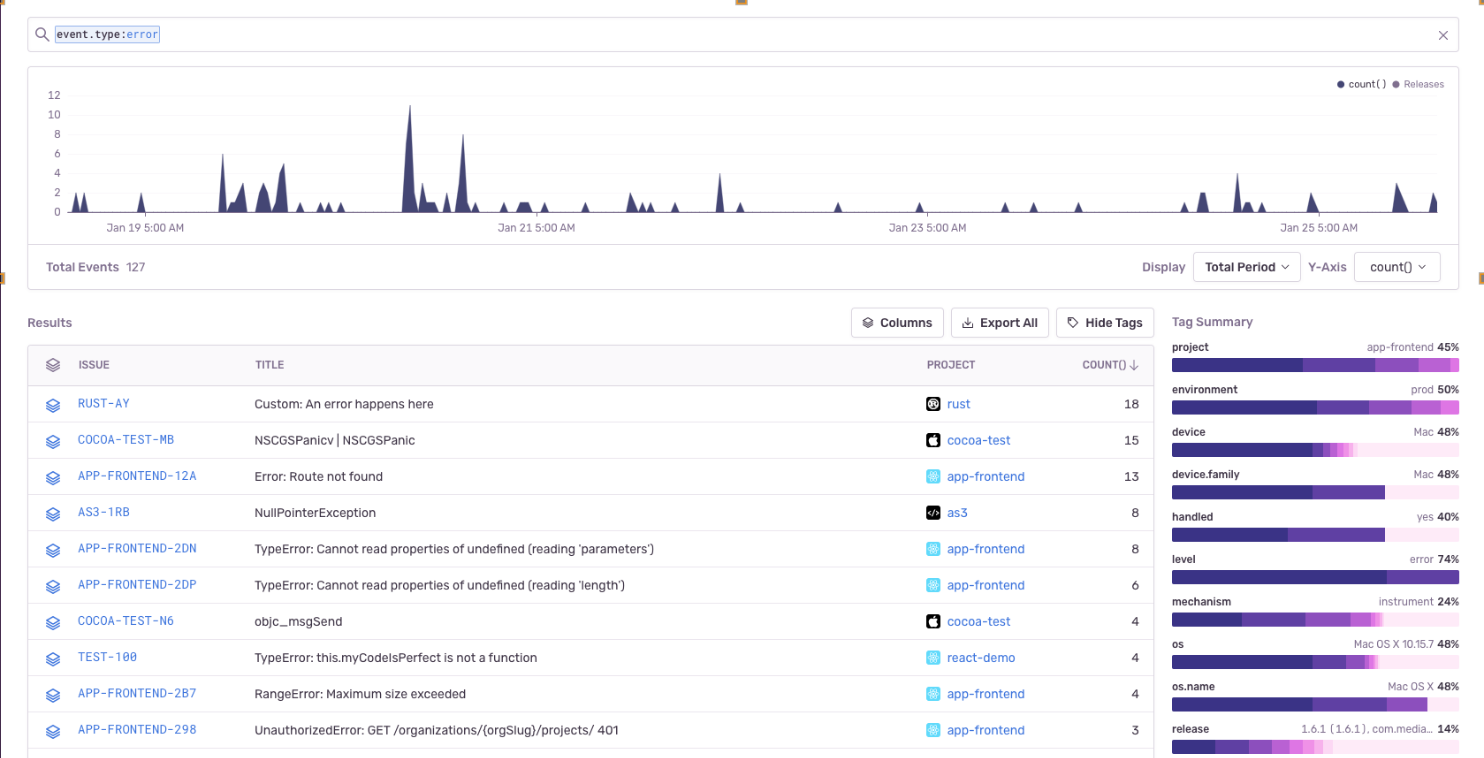 event.type:error
count() Releases
12
10
8
6
4
2
0
Jan 19 5:00 AM Jan 21 5:00 AM Jan 23 5:00 AM Jan 25 5:00 AM
Total Events 127 Display Total Period Y-Axis count()
Results Columns Export All Hide Tags
ISSUE TITLE PROJECT COUNT()
RUST-AY Custom: An error happens here rust 18
COCOA-TEST-MB NSCGSPanicv | NSCGSPanic cocoa-test 15
APP-FRONTEND-12A Error: Route not found app-frontend 13
AS3-1RB NullPointerException as3 8
APP-FRONTEND-2DN TypeError: Cannot read properties of undefined (reading 'parameters') app-frontend 8
APP-FRONTEND-2DP TypeError: Cannot read properties of undefined (reading 'length') app-frontend 6
COCOA-TEST-N6 objc_msgSend cocoa-test 4
TEST-100 TypeError: this.myCodeIsPerfect is not a function react-demo 4
APP-FRONTEND-2B7 RangeError: Maximum size exceeded app-frontend 4
APP-FRONTEND-298 UnauthorizedError: GET /organizations/{orgSlug}/projects/ 401 app-frontend 3
Tag Summary
project app-frontend 45%
environment prod 50%
device Mac 48%
device.family Mac 48%
handled yes 40%
level error 74%
mechanism instrument 24%
os Mac OS X 10.15.7 48%
os.name Mac OS X 48%
release 1.6.1 (1.6.1), com.media... 14%